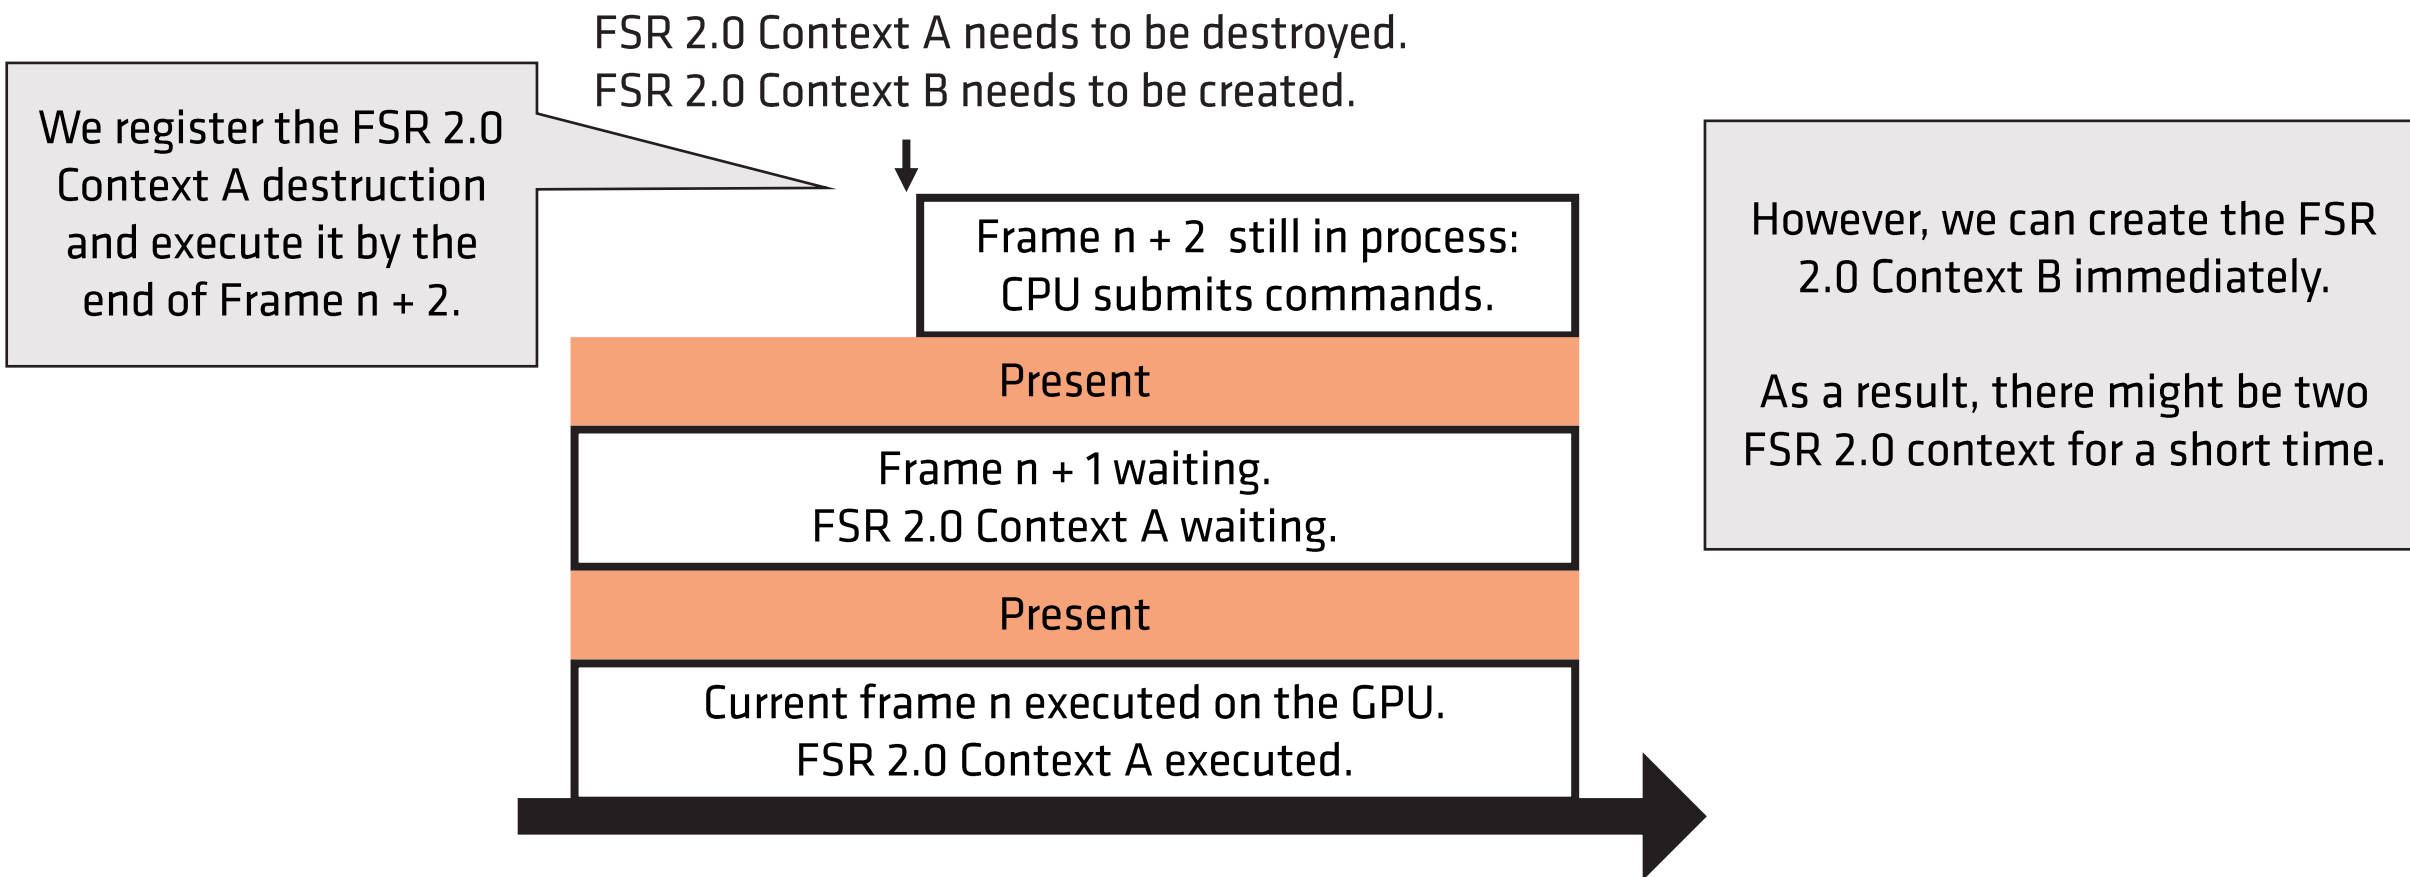 FSR 2.0 Context A needs to be destroyed.
FSR 2.0 Context B needs to be created.
We register the FSR 2.0
Context A destruction
and execute it by the
end of Frame n + 2.
Frame n + 2 still in process:
CPU submits commands.
Present
Frame n + 1 waiting.
FSR 2.0 Context A waiting.
Present
Current frame n executed on the GPU.
FSR 2.0 Context A executed.
However, we can create the FSR
2.0 Context B immediately.
As a result, there might be two
FSR 2.0 context for a short time.